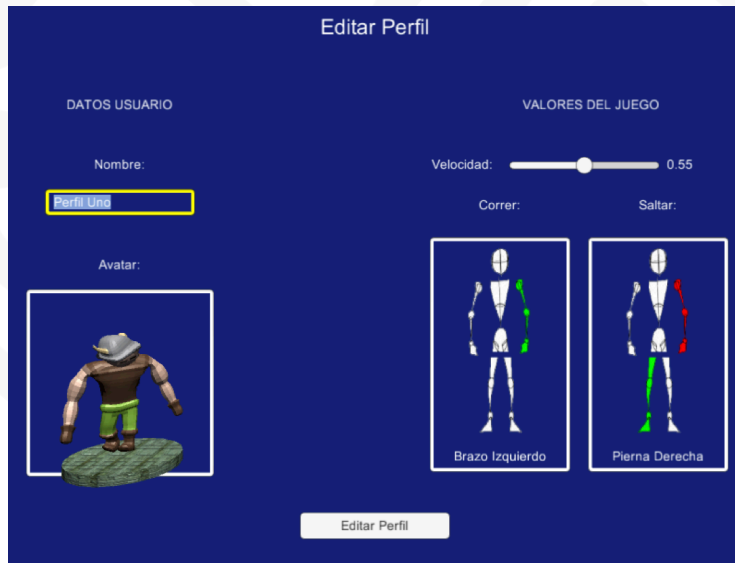 Editar Perfil
DATOS USUARIO
Nombre:
Perfil Uno
Avatar:
VALORES DEL JUEGO
Velocidad: 0.55
Correr:
Saltar:
Brazo Izquierdo
Pierna Derecha
Editar Perfil